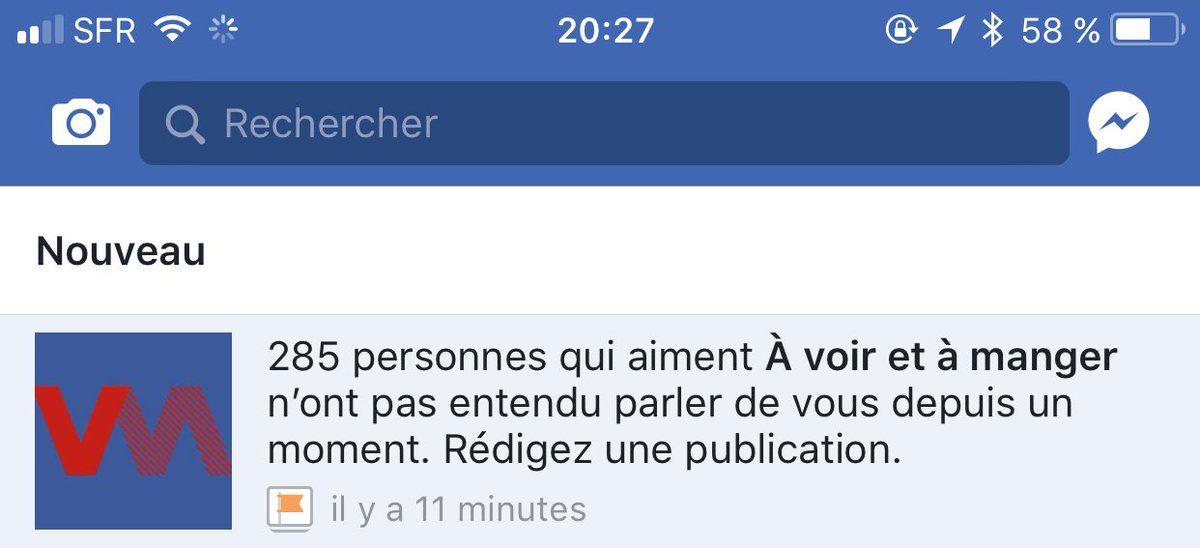 SFR 20:27 58 %
Rechercher
Nouveau
VM
285 personnes qui aiment À voir et à manger
n’ont pas entendu parler de vous depuis un
moment. Rédigez une publication.
il y a 11 minutes